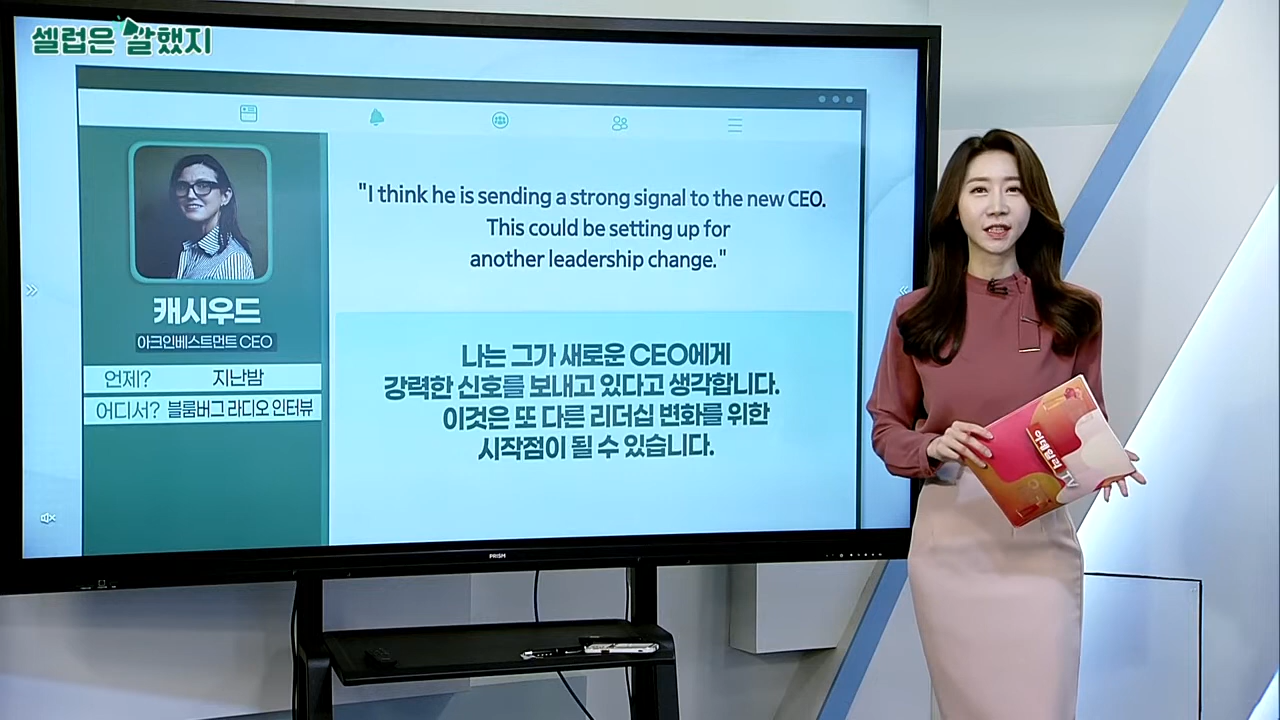 셀럽은 말했지
"I think he is sending a strong signal to the new CEO.
This could be setting up for
another leadership change."
캐시우드
아크인베스트먼트 CEO
언제? 지난밤
어디서? 블룸버그 라디오 인터뷰
나는 그가 새로운 CEO에게
강력한 신호를 보내고 있다고 생각합니다.
이것은 또 다른 리더십 변화를 위한
시작점이 될 수 있습니다.
PRISM
이데일리 TV